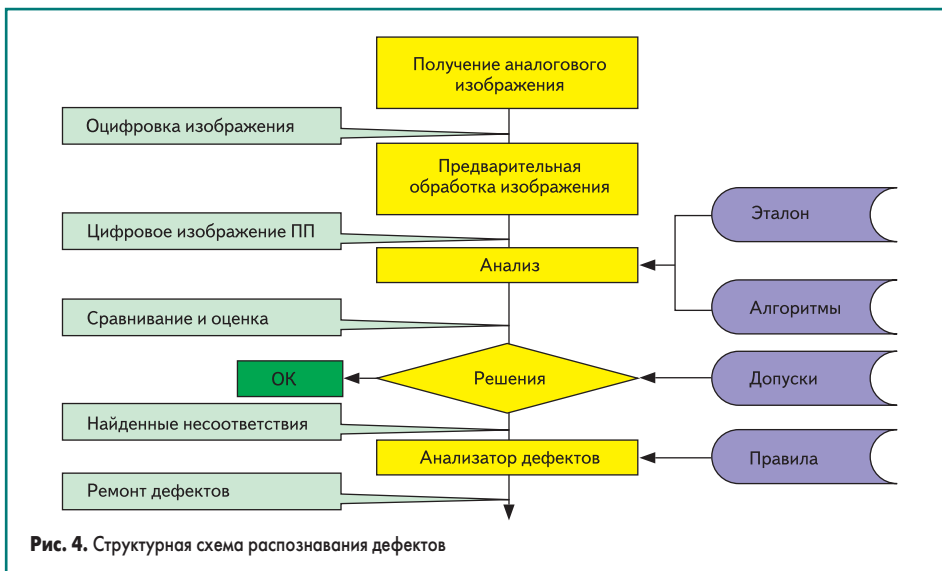 Получение аналогового
изображения
Оцифровка изображения
Предварительная
обработка изображения
Эталон
Цифровое изображение ПП
Анализ
Алгоритмы
Сравнивание и оценка
ОК
Решения
Допуски
Найденные несоответствия
Анализатор дефектов
Правила
Ремонт дефектов
Рис. 4. Структурная схема распознавания дефектов